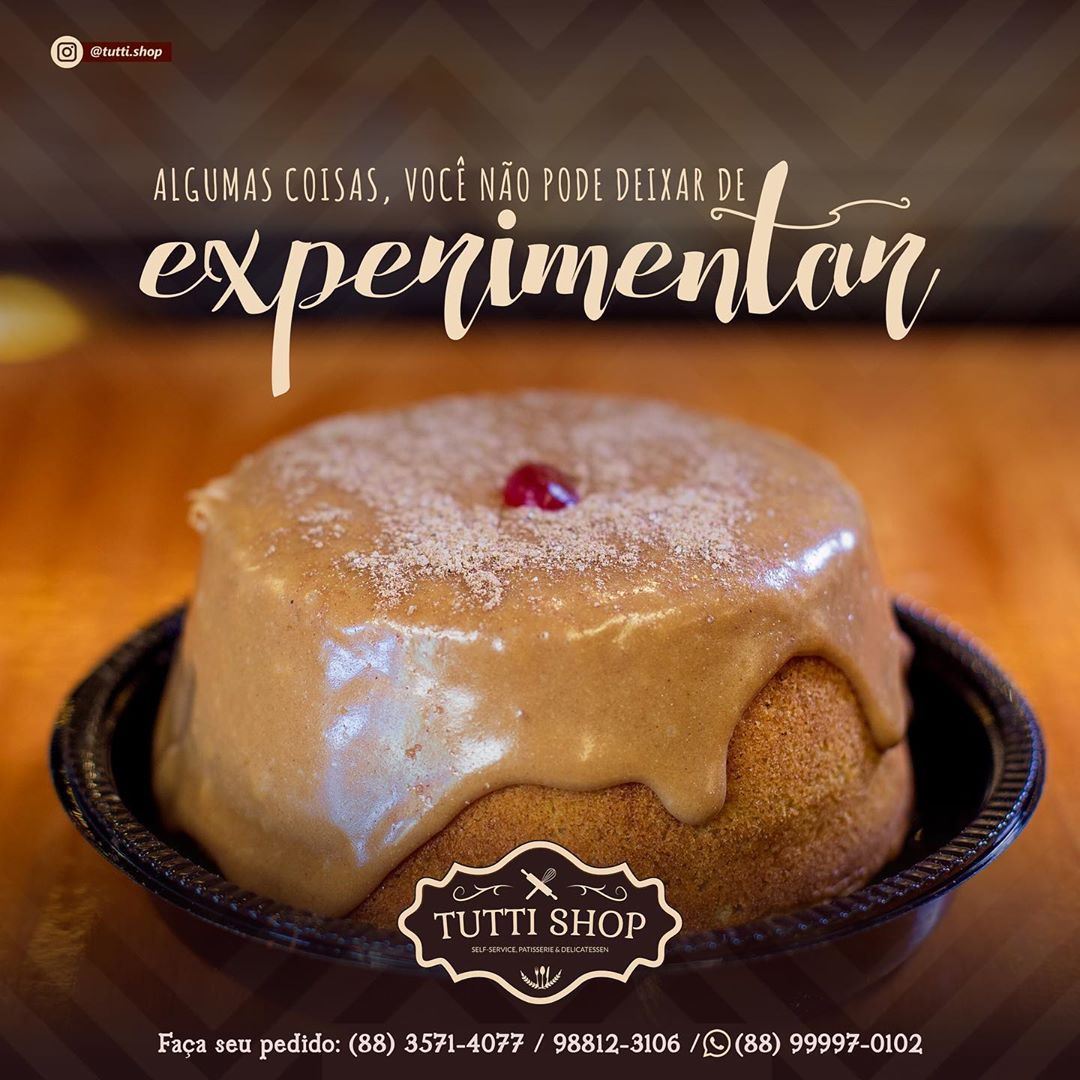 @tutti.shop
ALGUMAS COISAS, VOCÊ NÃO PODE DEIXAR DE
experimentar
TUTTI SHOP
SELF-SERVICE, PATISSERIE & DELICATESSEN
Faça seu pedido: (88) 3571-4077 / 98812-3106 / (88) 99997-0102